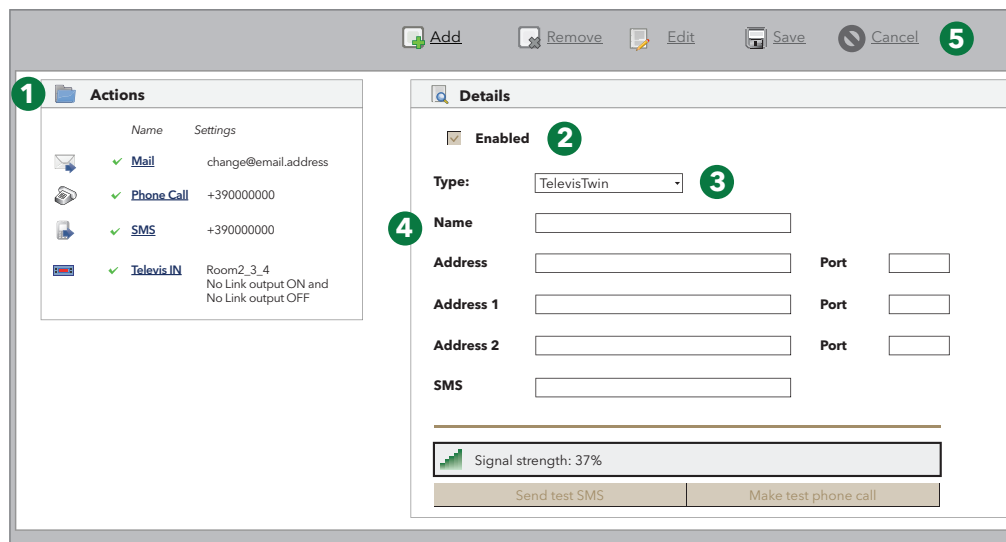 Add Remove Edit Save Cancel 5
1 Actions
Name Settings
Mail change@email.address
Phone Call +390000000
SMS +390000000
Televis IN Room2_3_4
No Link output ON and
No Link output OFF
Details
Enabled 2
Type: TelevisTwin 3
4 Name
Address Port
Address 1 Port
Address 2 Port
SMS
Signal strength: 37%
Send test SMS Make test phone call